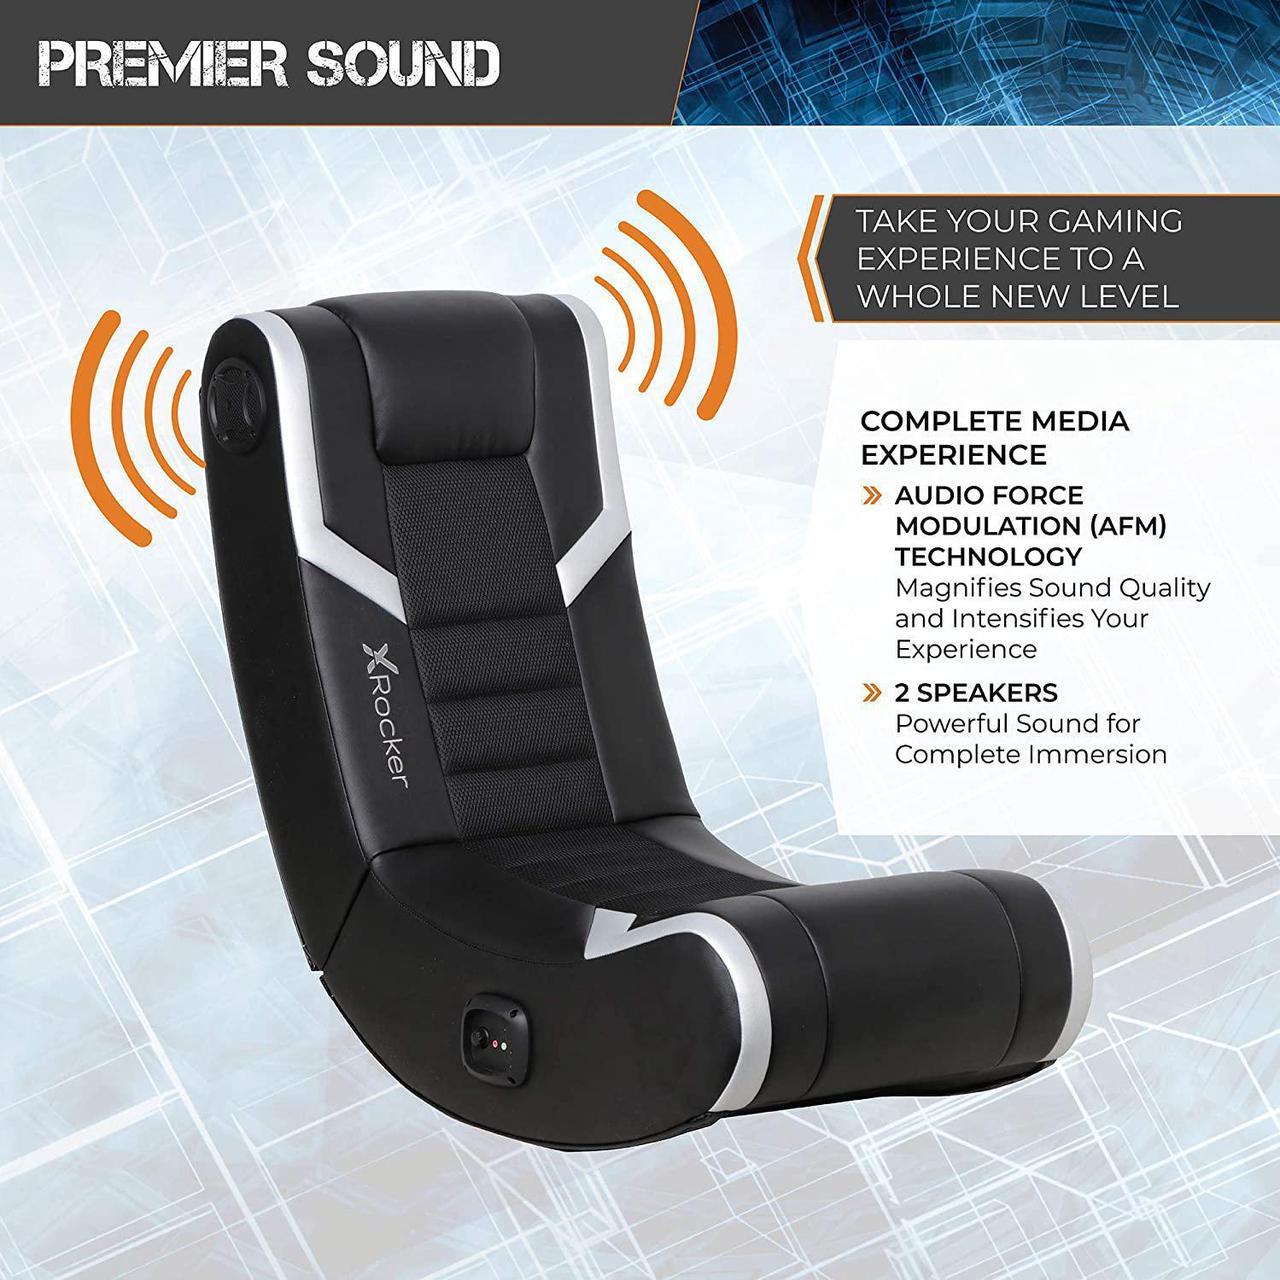 PREMIER SOUND
TAKE YOUR GAMING
EXPERIENCE TO A
WHOLE NEW LEVEL
COMPLETE MEDIA
EXPERIENCE
AUDIO FORCE
MODULATION (AFM)
TECHNOLOGY
Magnifies Sound Quality
and Intensifies Your
Experience
2 SPEAKERS
Powerful Sound for
Complete Immersion
X Rocker